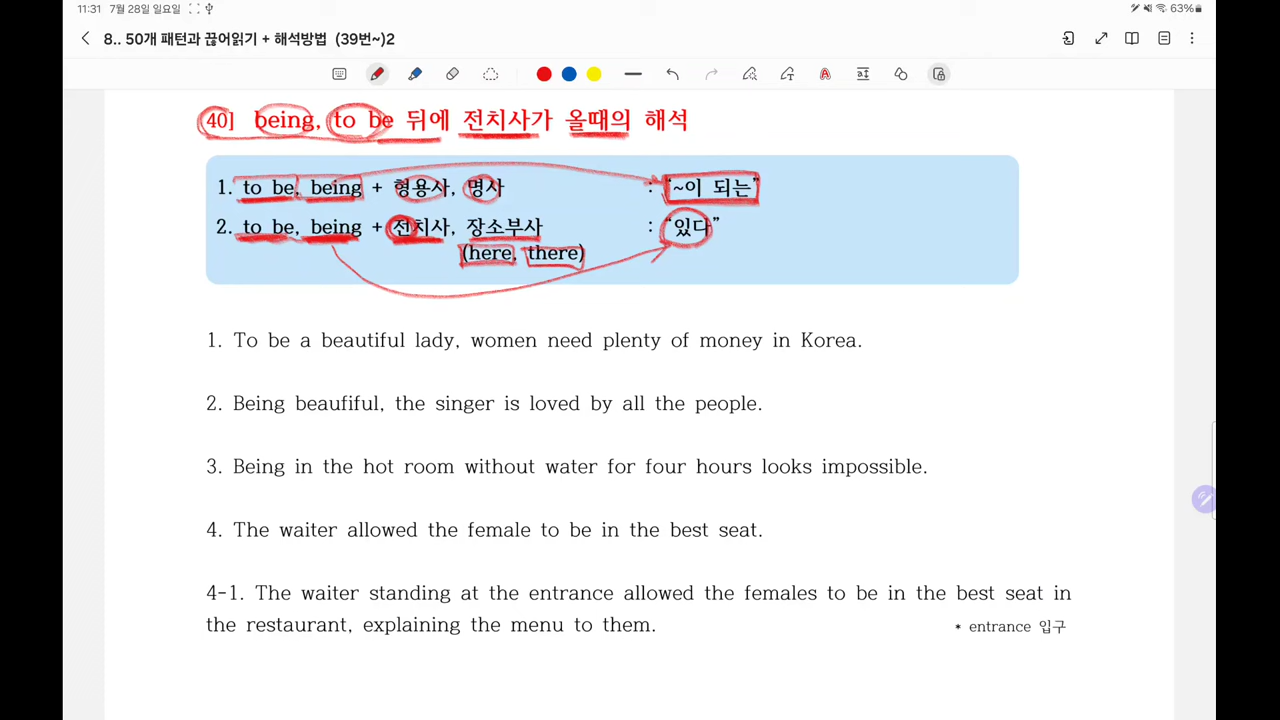 11:31 7월 28일 일요일
63%
8.. 50개 패턴과 끊어읽기 + 해석방법 (39번~)2
40] being, to be 뒤에 전치사가 올때의 해석
1. to be, being + 형용사, 명사 : "~이 되는"
2. to be, being + 전치사, 장소부사 : "있다"
(here, there)
1. To be a beautiful lady, women need plenty of money in Korea.
2. Being beaufiful, the singer is loved by all the people.
3. Being in the hot room without water for four hours looks impossible.
4. The waiter allowed the female to be in the best seat.
4-1. The waiter standing at the entrance allowed the females to be in the best seat in
the restaurant, explaining the menu to them. * entrance 입구